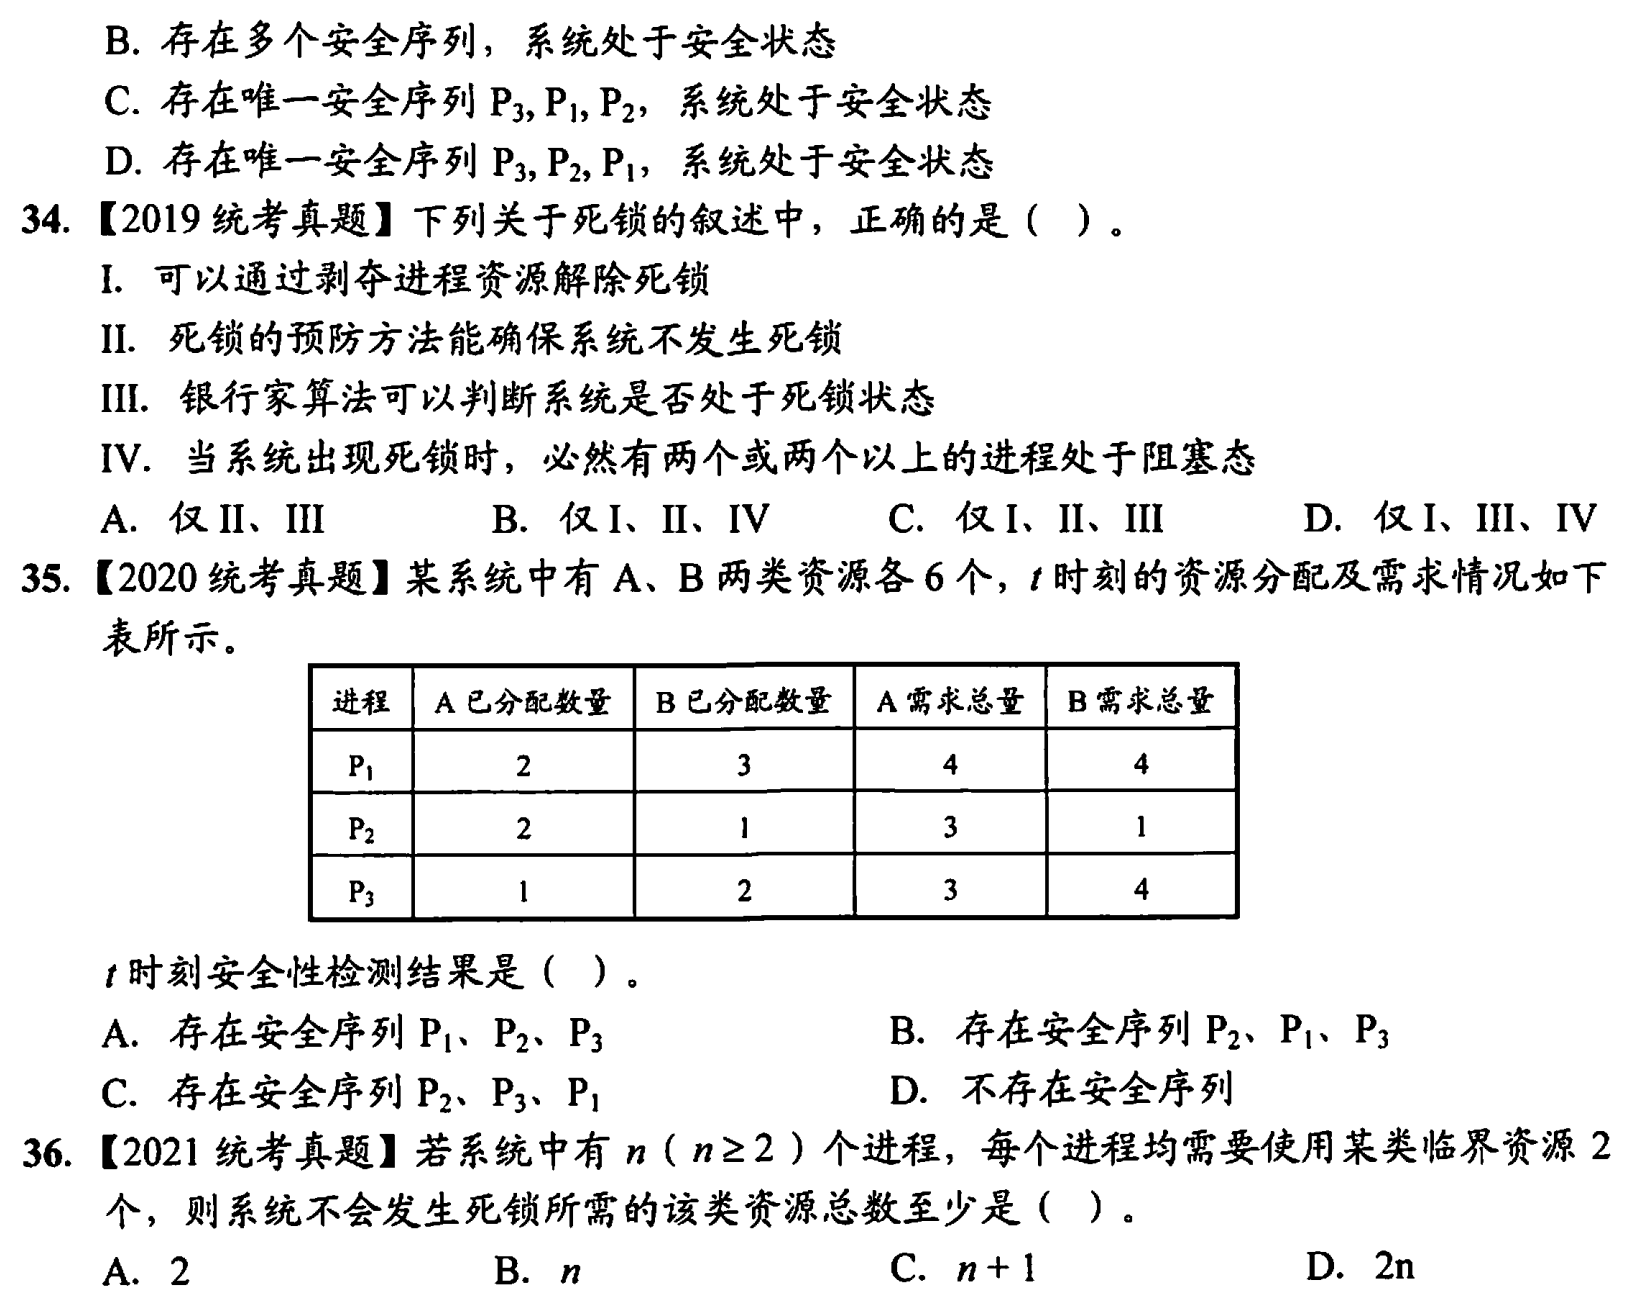 B. 存在多个安全序列，系统处于安全状态
C. 存在唯一安全序列 P₃, P₁, P₂，系统处于安全状态
D. 存在唯一安全序列 P₃, P₂, P₁，系统处于安全状态
34.【2019 统考真题】下列关于死锁的叙述中，正确的是（ ）。
I. 可以通过剥夺进程资源解除死锁
II. 死锁的预防方法能确保系统不发生死锁
III. 银行家算法可以判断系统是否处于死锁状态
IV. 当系统出现死锁时，必然有两个或两个以上的进程处于阻塞态
A. 仅 II、III B. 仅 I、II、IV C. 仅 I、II、III D. 仅 I、III、IV
35.【2020 统考真题】某系统中有 A、B 两类资源各 6 个，t 时刻的资源分配及需求情况如下
表所示。
进程 A 已分配数量 B 已分配数量 A 需求总量 B 需求总量
P₁ 2 3 4 4
P₂ 2 1 3 1
P₃ 1 2 3 4
t 时刻安全性检测结果是（ ）。
A. 存在安全序列 P₁、P₂、P₃ B. 存在安全序列 P₂、P₁、P₃
C. 存在安全序列 P₂、P₃、P₁ D. 不存在安全序列
36.【2021 统考真题】若系统中有 n（n≥2）个进程，每个进程均需要使用某类临界资源 2
个，则系统不会发生死锁所需的该类资源总数至少是（ ）。
A. 2 B. n C. n + 1 D. 2n